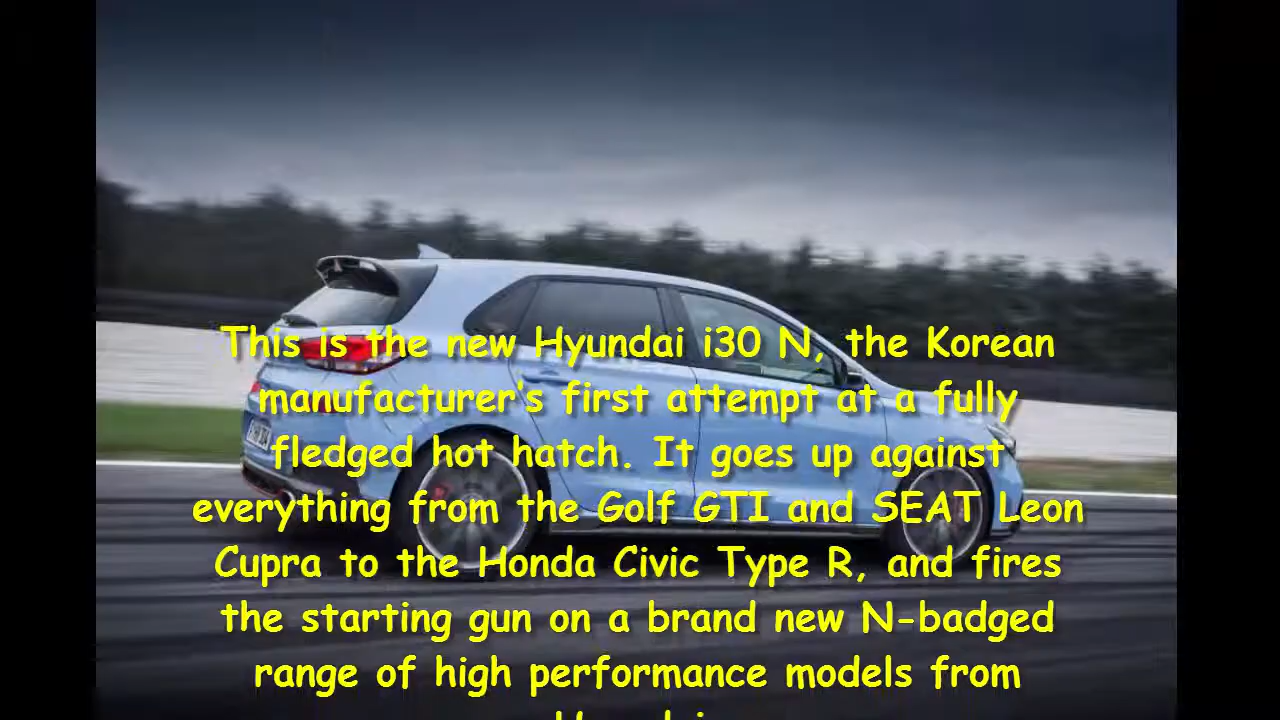 This is the new Hyundai i30 N, the Korean
manufacturer's first attempt at a fully
fledged hot hatch. It goes up against
everything from the Golf GTI and SEAT Leon
Cupra to the Honda Civic Type R, and fires
the starting gun on a brand new N-badged
range of high performance models from